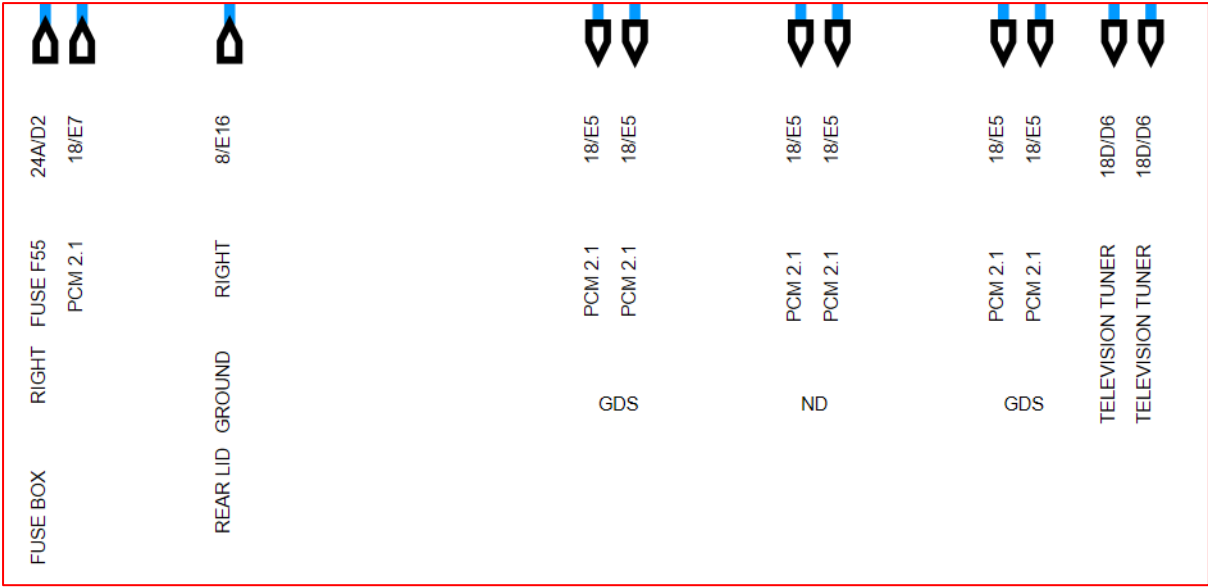 24A/D2
18/E7
8/E16
18/E5
18/E5
18/E5
18/E5
18/E5
18/E5
18D/D6
18D/D6
FUSE F55
PCM 2.1
RIGHT
PCM 2.1
PCM 2.1
PCM 2.1
PCM 2.1
PCM 2.1
PCM 2.1
TELEVISION TUNER
TELEVISION TUNER
RIGHT
GROUND
GDS
ND
GDS
FUSE BOX
REAR LID